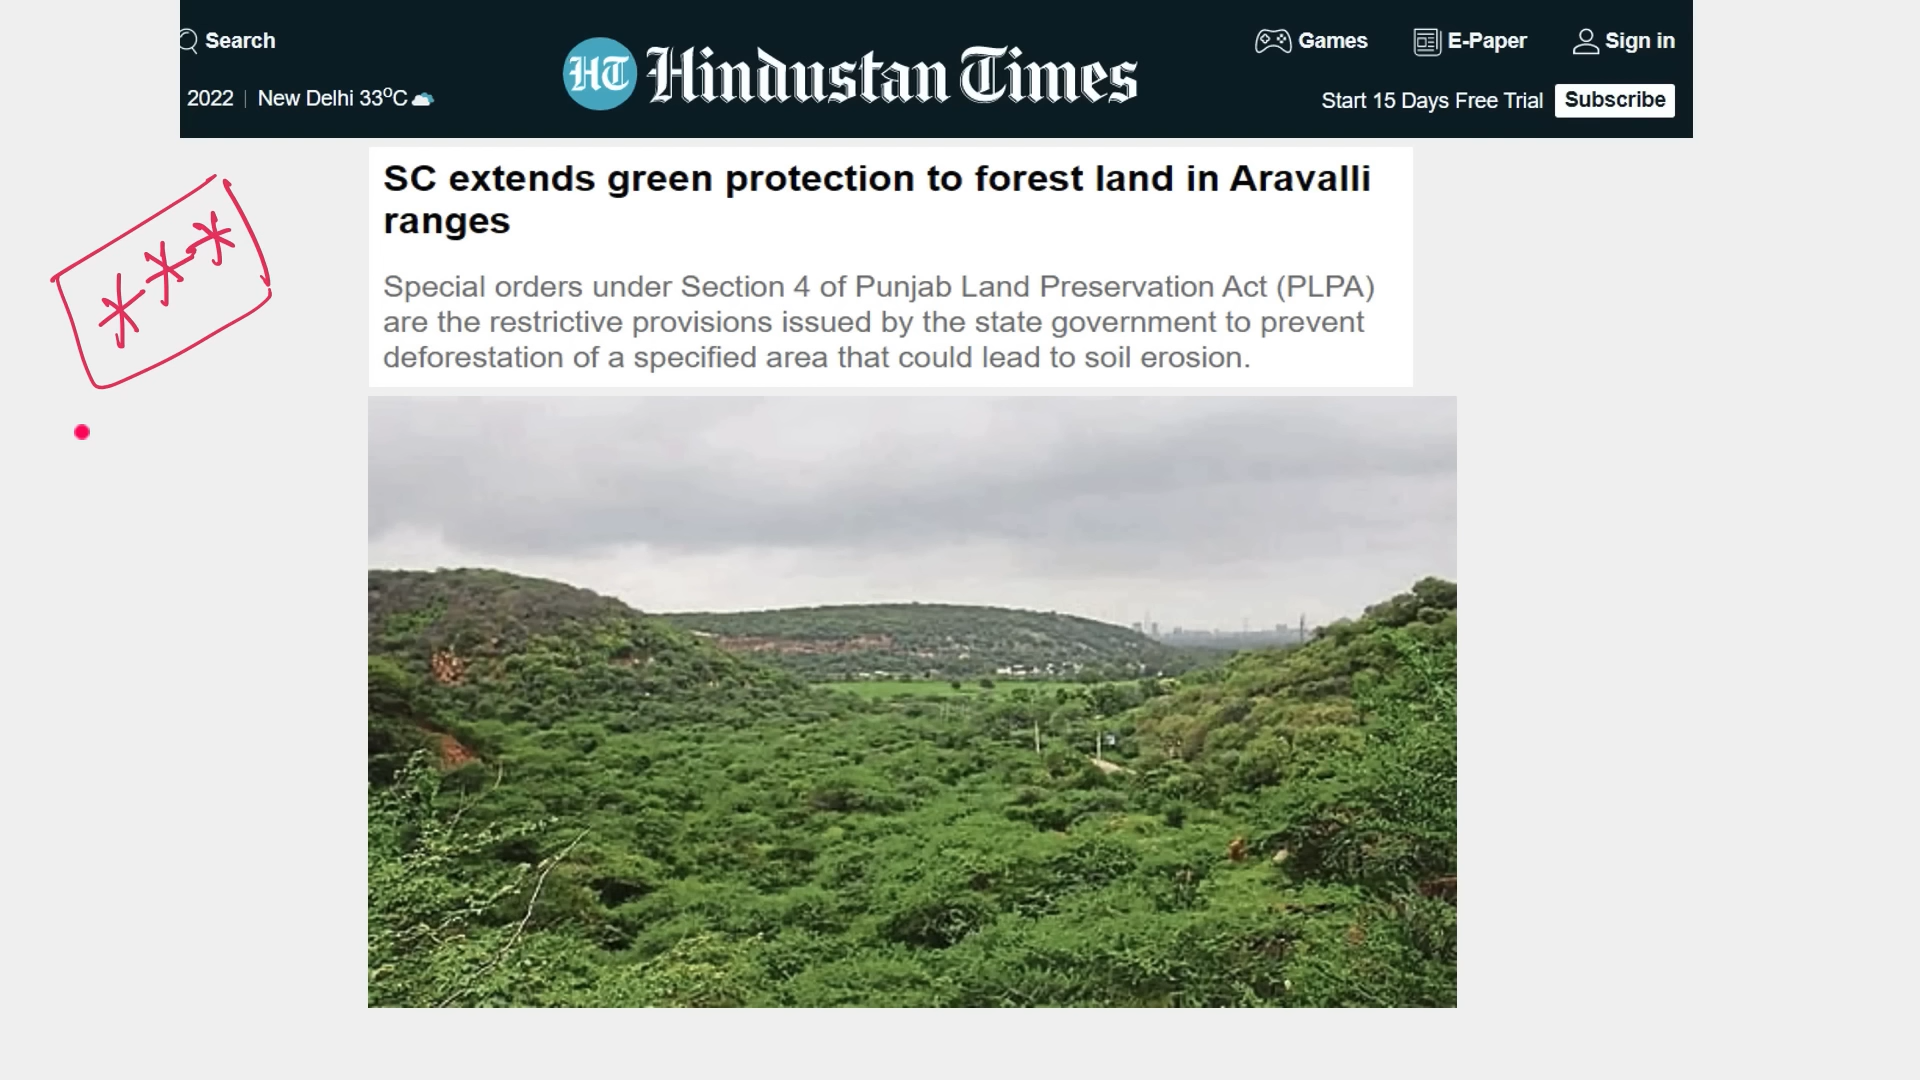 Search
Games
E-Paper
Sign in
HT Hindustan Times
2022 | New Delhi 33°C
Start 15 Days Free Trial
Subscribe
SC extends green protection to forest land in Aravalli
ranges
Special orders under Section 4 of Punjab Land Preservation Act (PLPA)
are the restrictive provisions issued by the state government to prevent
deforestation of a specified area that could lead to soil erosion.
***